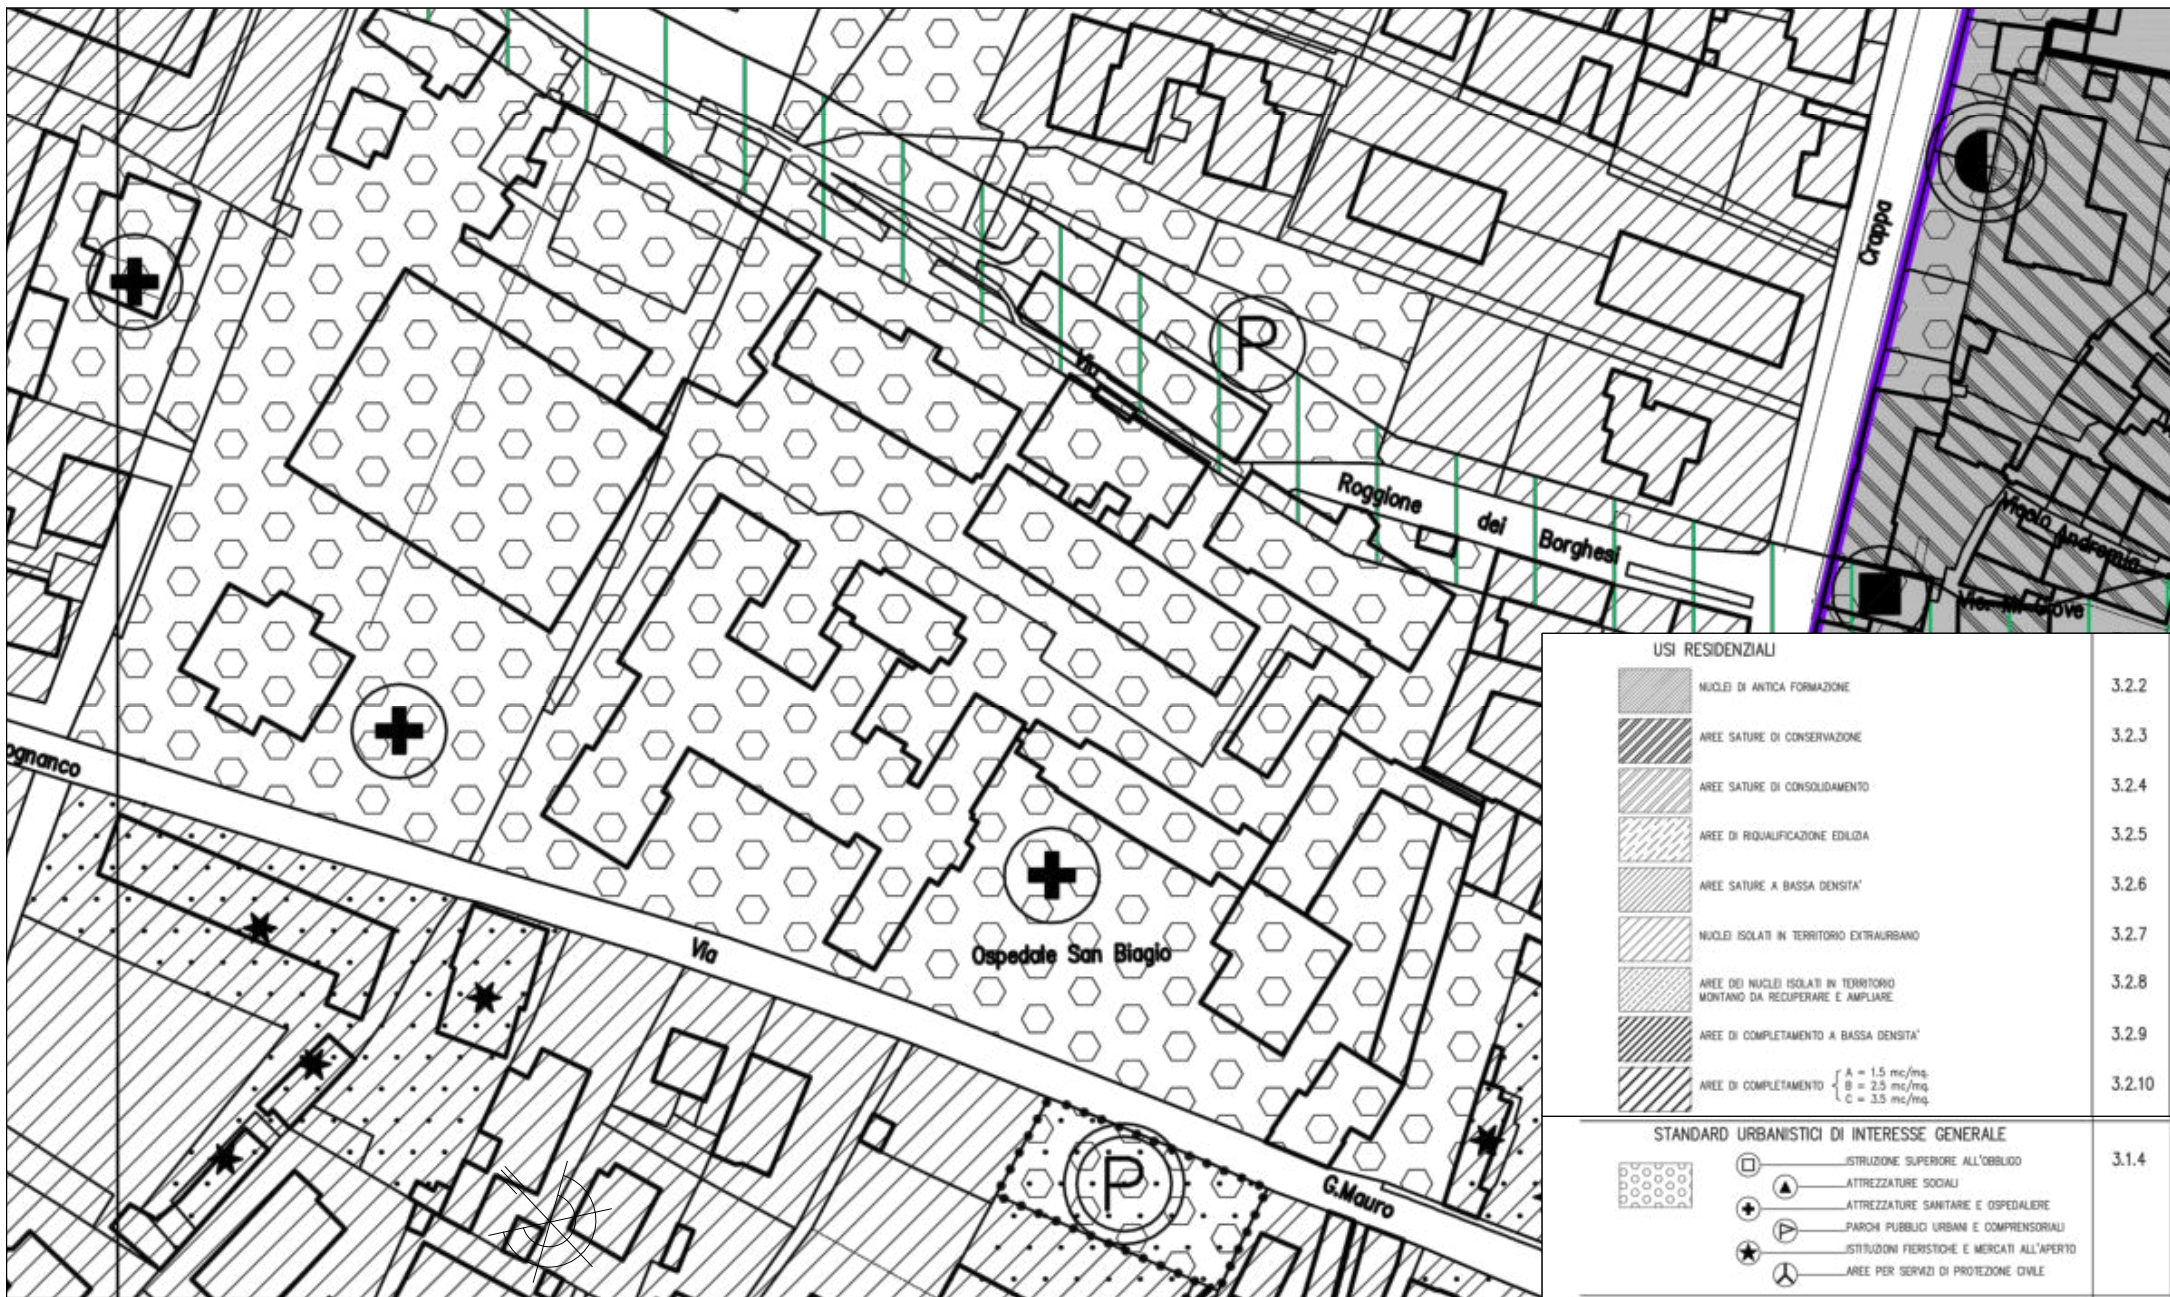 Crappa
P
Via
Roggione dei Borghesi
Vicolo Andromia
ognanco
Ospedale San Biagio
Via
G.Mauro
P
USI RESIDENZIALI
NUCLEI DI ANTICA FORMAZIONE 3.2.2
AREE SATURE DI CONSERVAZIONE 3.2.3
AREE SATURE DI CONSOLIDAMENTO 3.2.4
AREE DI RIQUALIFICAZIONE EDILIZIA 3.2.5
AREE SATURE A BASSA DENSITA' 3.2.6
NUCLEI ISOLATI IN TERRITORIO EXTRAURBANO 3.2.7
AREE DEI NUCLEI ISOLATI IN TERRITORIO 3.2.8
MONTANO DA RECUPERARE E AMPLIARE
AREE DI COMPLETAMENTO A BASSA DENSITA' 3.2.9
A = 1.5 mc/mq.
AREE DI COMPLETAMENTO B = 2.5 mc/mq. 3.2.10
C = 3.5 mc/mq.
STANDARD URBANISTICI DI INTERESSE GENERALE
ISTRUZIONE SUPERIORE ALL'OBBLIGO 3.1.4
ATTREZZATURE SOCIALI
ATTREZZATURE SANITARIE E OSPEDALIERE
P PARCHI PUBBLICI URBANI E COMPRENSORIALI
ISTITUZIONI FIERISTICHE E MERCATI ALL'APERTO
AREE PER SERVIZI DI PROTEZIONE CIVILE